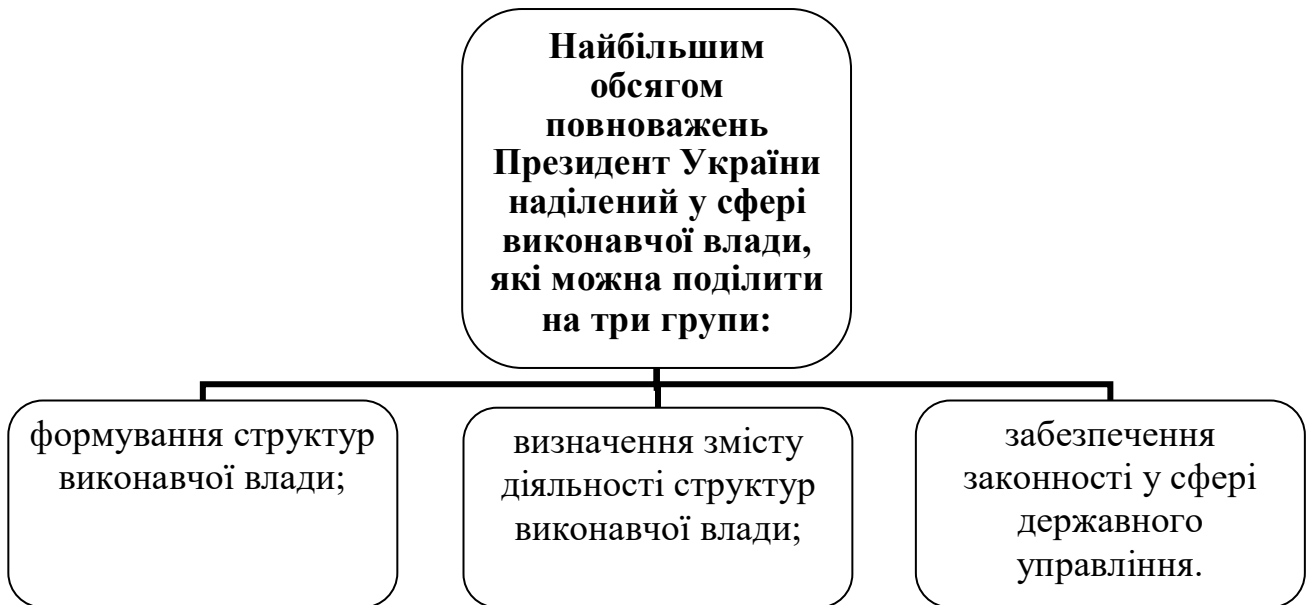 Найбільшим
обсягом
повноважень
Президент України
наділений у сфері
виконавчої влади,
які можна поділити
на три групи:
формування структур
виконавчої влади;
визначення змісту
діяльності структур
виконавчої влади;
забезпечення
законності у сфері
державного
управління.